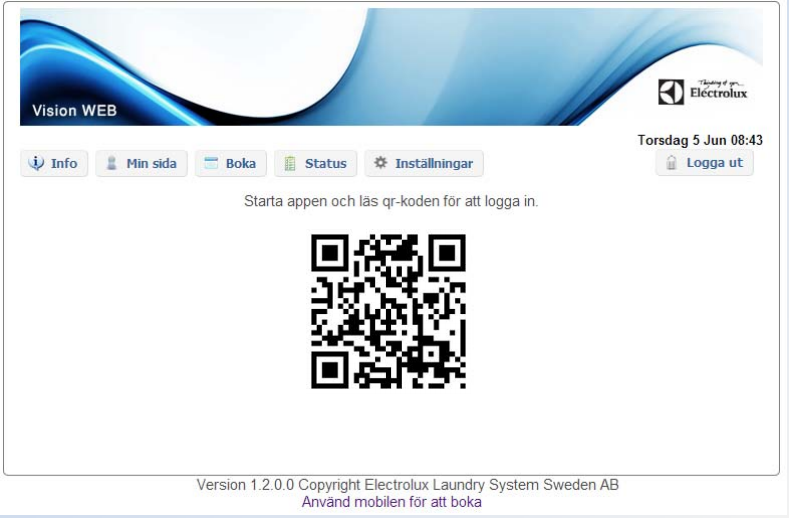 Vision WEB
Thinking of you
Electrolux
Torsdag 5 Jun 08:43
Info Min sida Boka Status Inställningar Logga ut
Starta appen och läs qr-koden för att logga in.
Version 1.2.0.0 Copyright Electrolux Laundry System Sweden AB
Använd mobilen för att boka